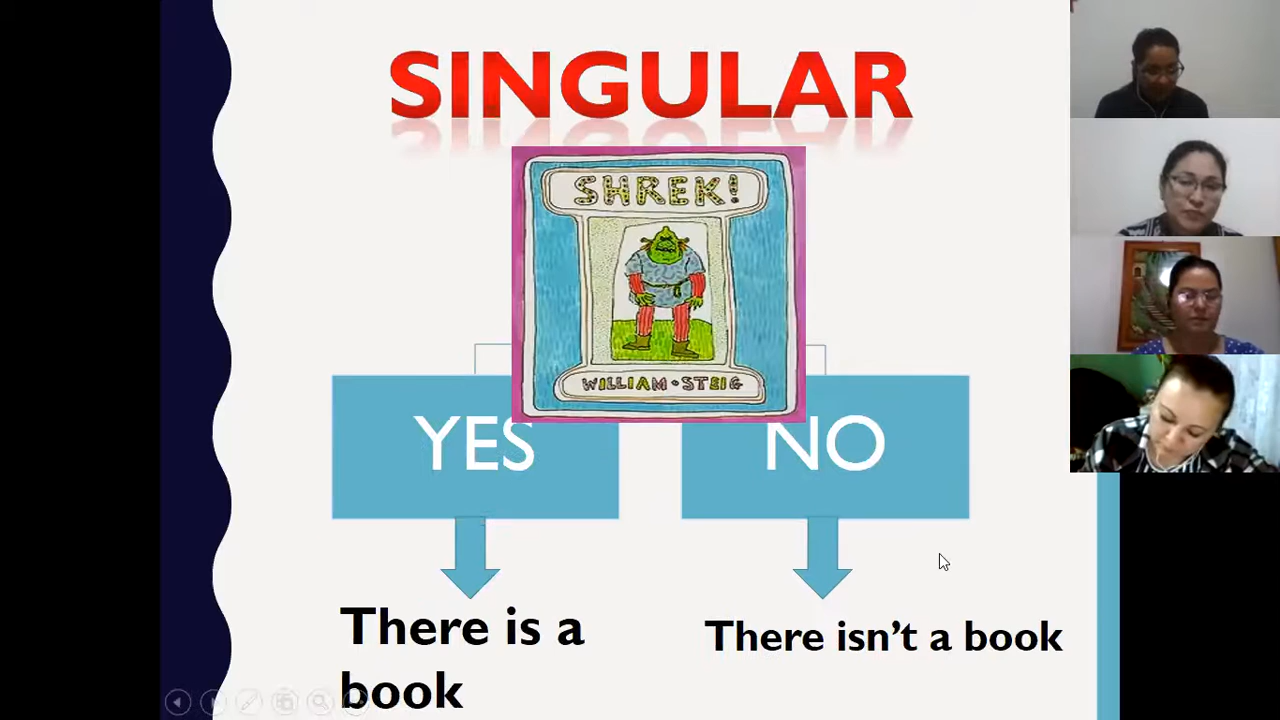 SINGULAR
SHREK!
WILLIAM • STEIG
YES
NO
There is a
book
There isn’t a book